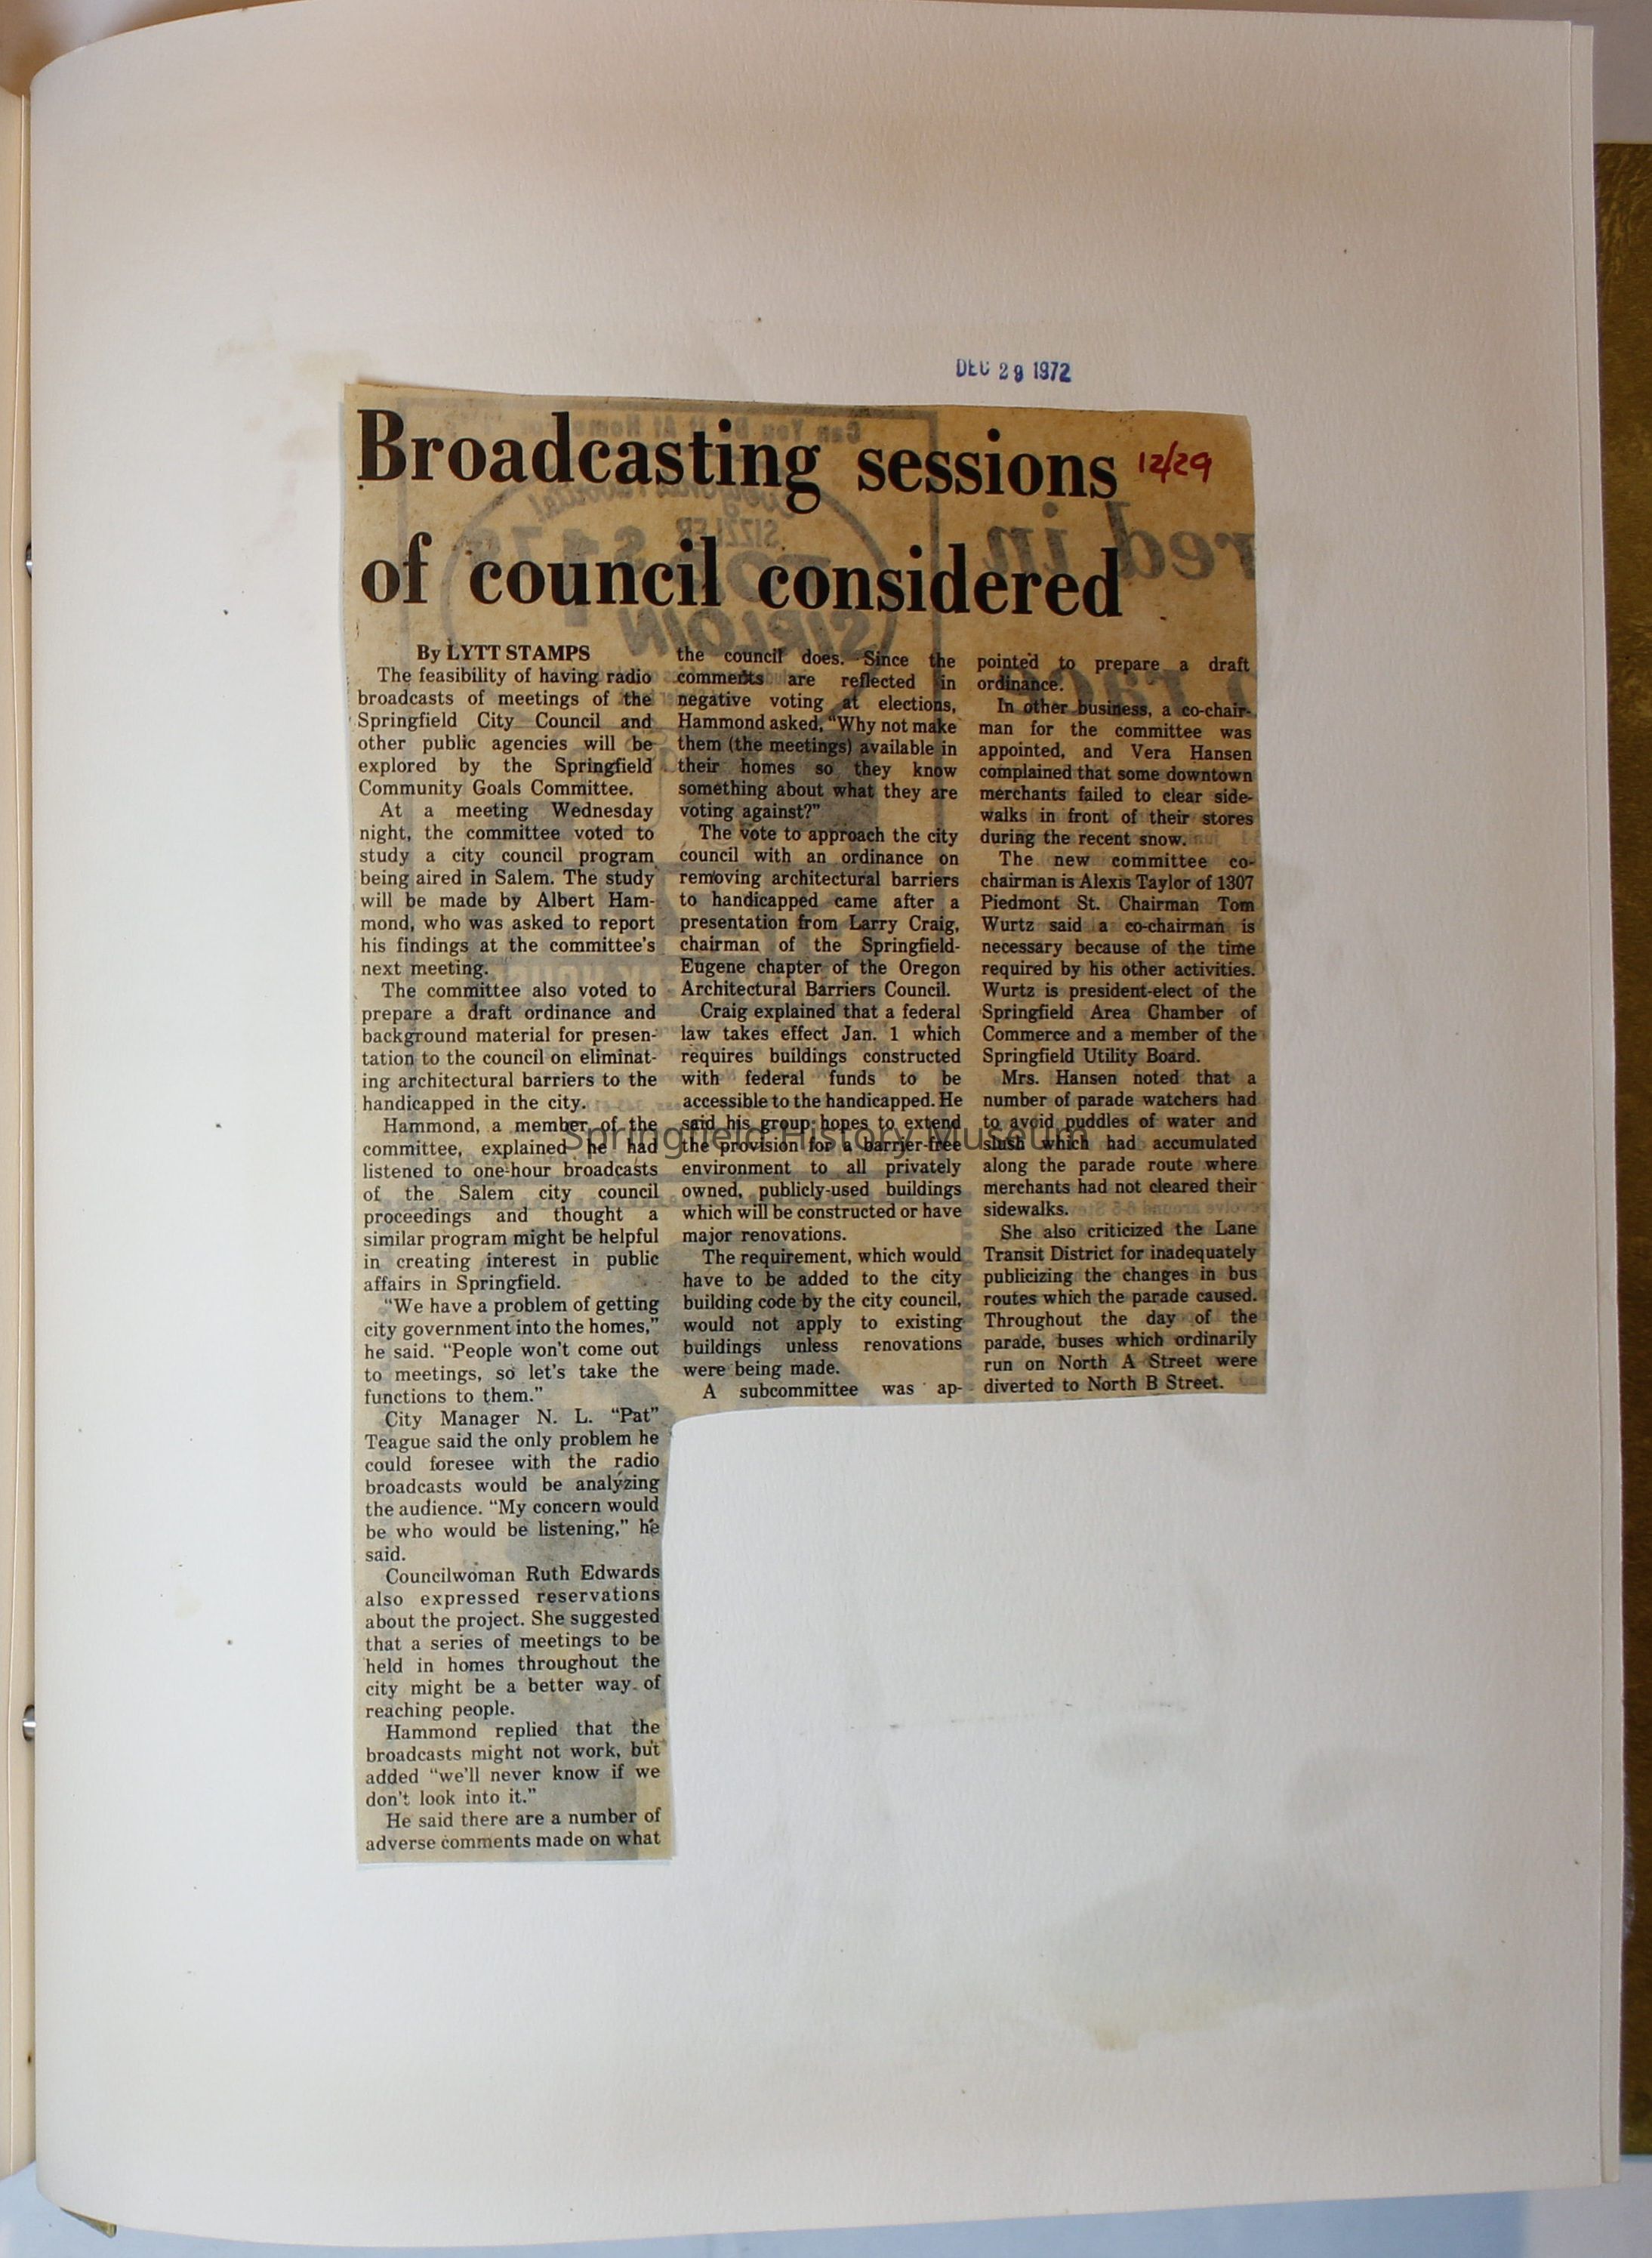 DEC 29 1972
Broadcasting sessions 12/29
of council considered
By LYTT STAMPS
The feasibility of having radio
broadcasts of meetings of the
Springfield City Council and
other public agencies will be
explored by the Springfield
Community Goals Committee.
At a meeting Wednesday
night, the committee voted to
study a city council program
being aired in Salem. The study
will be made by Albert Ham-
mond, who was asked to report
his findings at the committee's
next meeting.
The committee also voted to
prepare a draft ordinance and
background material for presen-
tation to the council on eliminat-
ing architectural barriers to the
handicapped in the city.
Hammond, a member of the
committee, explained he had
listened to one-hour broadcasts
of the Salem city council
proceedings and thought a
similar program might be helpful
in creating interest in public
affairs in Springfield.
"We have a problem of getting
city government into the homes,"
he said. "People won't come out
to meetings, so let's take the
functions to them."
City Manager N. L. "Pat"
Teague said the only problem he
could foresee with the radio
broadcasts would be analyzing
the audience. "My concern would
be who would be listening," he
said.
Councilwoman Ruth Edwards
also expressed reservations
about the project. She suggested
that a series of meetings to be
held in homes throughout the
city might be a better way of
reaching people.
Hammond replied that the
broadcasts might not work, but
added "we'll never know if we
don't look into it."
He said there are a number of
adverse comments made on what
the council does. Since the
comments are reflected in
negative voting at elections,
Hammond asked, "Why not make
them (the meetings) available in
their homes so they know
something about what they are
voting against?"
The vote to approach the city
council with an ordinance on
removing architectural barriers
to handicapped came after a
presentation from Larry Craig,
chairman of the Springfield-
Eugene chapter of the Oregon
Architectural Barriers Council.
Craig explained that a federal
law takes effect Jan. 1 which
requires buildings constructed
with federal funds to be
accessible to the handicapped. He
said his group hopes to extend
the provision for a barrier-free
environment to all privately
owned, publicly-used buildings
which will be constructed or have
major renovations.
The requirement, which would
have to be added to the city
building code by the city council,
would not apply to existing
buildings unless renovations
were being made.
A subcommittee was ap-
pointed to prepare a draft
ordinance.
In other business, a co-chair-
man for the committee was
appointed, and Vera Hansen
complained that some downtown
merchants failed to clear side-
walks in front of their stores
during the recent snow.
The new committee co-
chairman is Alexis Taylor of 1307
Piedmont St. Chairman Tom
Wurtz said a co-chairman is
necessary because of the time
required by his other activities.
Wurtz is president-elect of the
Springfield Area Chamber of
Commerce and a member of the
Springfield Utility Board.
Mrs. Hansen noted that a
number of parade watchers had
to avoid puddles of water and
slush which had accumulated
along the parade route where
merchants had not cleared their
sidewalks.
She also criticized the Lane
Transit District for inadequately
publicizing the changes in bus
routes which the parade caused.
Throughout the day of the
parade, buses which ordinarily
run on North A Street were
diverted to North B Street.
Springfield History Museum